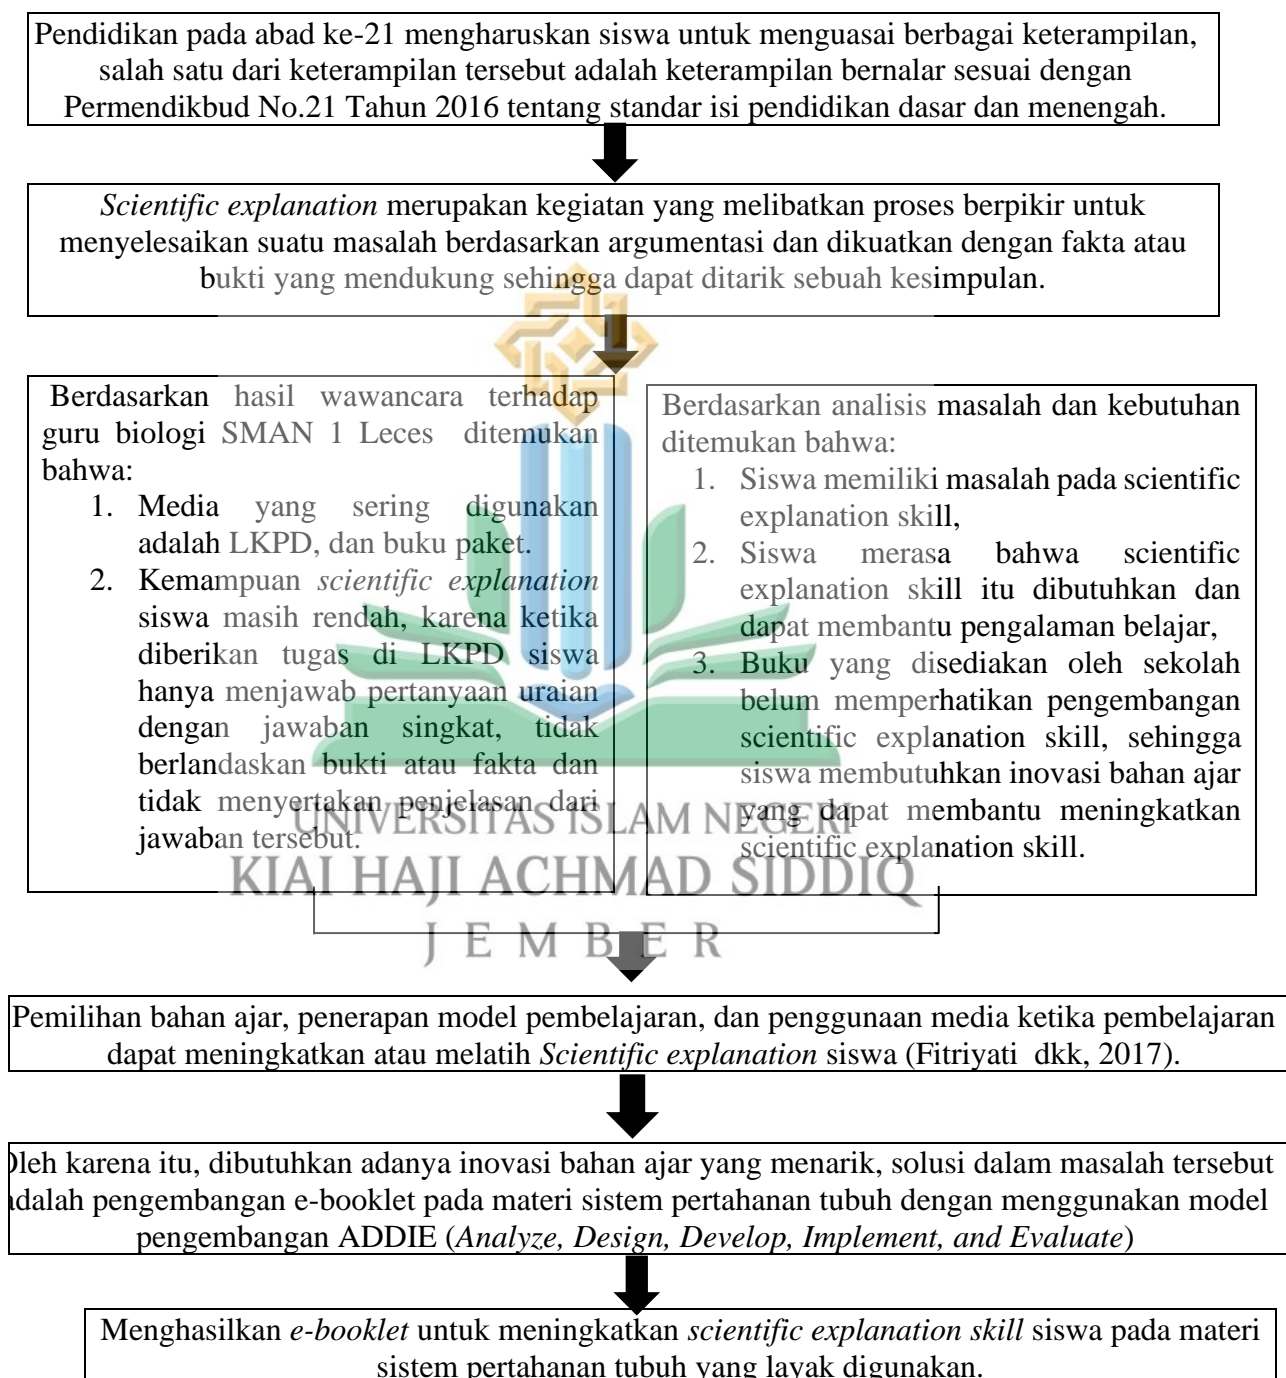 Pendidikan pada abad ke-21 mengharuskan siswa untuk menguasai berbagai keterampilan,
salah satu dari keterampilan tersebut adalah keterampilan bernalar sesuai dengan
Permendikbud No.21 Tahun 2016 tentang standar isi pendidikan dasar dan menengah.
Scientific explanation merupakan kegiatan yang melibatkan proses berpikir untuk
menyelesaikan suatu masalah berdasarkan argumentasi dan dikuatkan dengan fakta atau
bukti yang mendukung sehingga dapat ditarik sebuah kesimpulan.
Berdasarkan hasil wawancara terhadap
guru biologi SMAN 1 Leces ditemukan
bahwa:
1. Media yang sering digunakan
adalah LKPD, dan buku paket.
2. Kemampuan scientific explanation
siswa masih rendah, karena ketika
diberikan tugas di LKPD siswa
hanya menjawab pertanyaan uraian
dengan jawaban singkat, tidak
berlandaskan bukti atau fakta dan
tidak menyertakan penjelasan dari
jawaban tersebut.
Berdasarkan analisis masalah dan kebutuhan
ditemukan bahwa:
1. Siswa memiliki masalah pada scientific
explanation skill,
2. Siswa merasa bahwa scientific
explanation skill itu dibutuhkan dan
dapat membantu pengalaman belajar,
3. Buku yang disediakan oleh sekolah
belum memperhatikan pengembangan
scientific explanation skill, sehingga
siswa membutuhkan inovasi bahan ajar
yang dapat membantu meningkatkan
scientific explanation skill.
UNIVERSITAS ISLAM NEGERI
KIAI HAJI ACHMAD SIDDIQ
JEMBER
Pemilihan bahan ajar, penerapan model pembelajaran, dan penggunaan media ketika pembelajaran
dapat meningkatkan atau melatih Scientific explanation siswa (Fitriyati dkk, 2017).
Oleh karena itu, dibutuhkan adanya inovasi bahan ajar yang menarik, solusi dalam masalah tersebut
adalah pengembangan e-booklet pada materi sistem pertahanan tubuh dengan menggunakan model
pengembangan ADDIE (Analyze, Design, Develop, Implement, and Evaluate)
Menghasilkan e-booklet untuk meningkatkan scientific explanation skill siswa pada materi
sistem pertahanan tubuh yang layak digunakan.